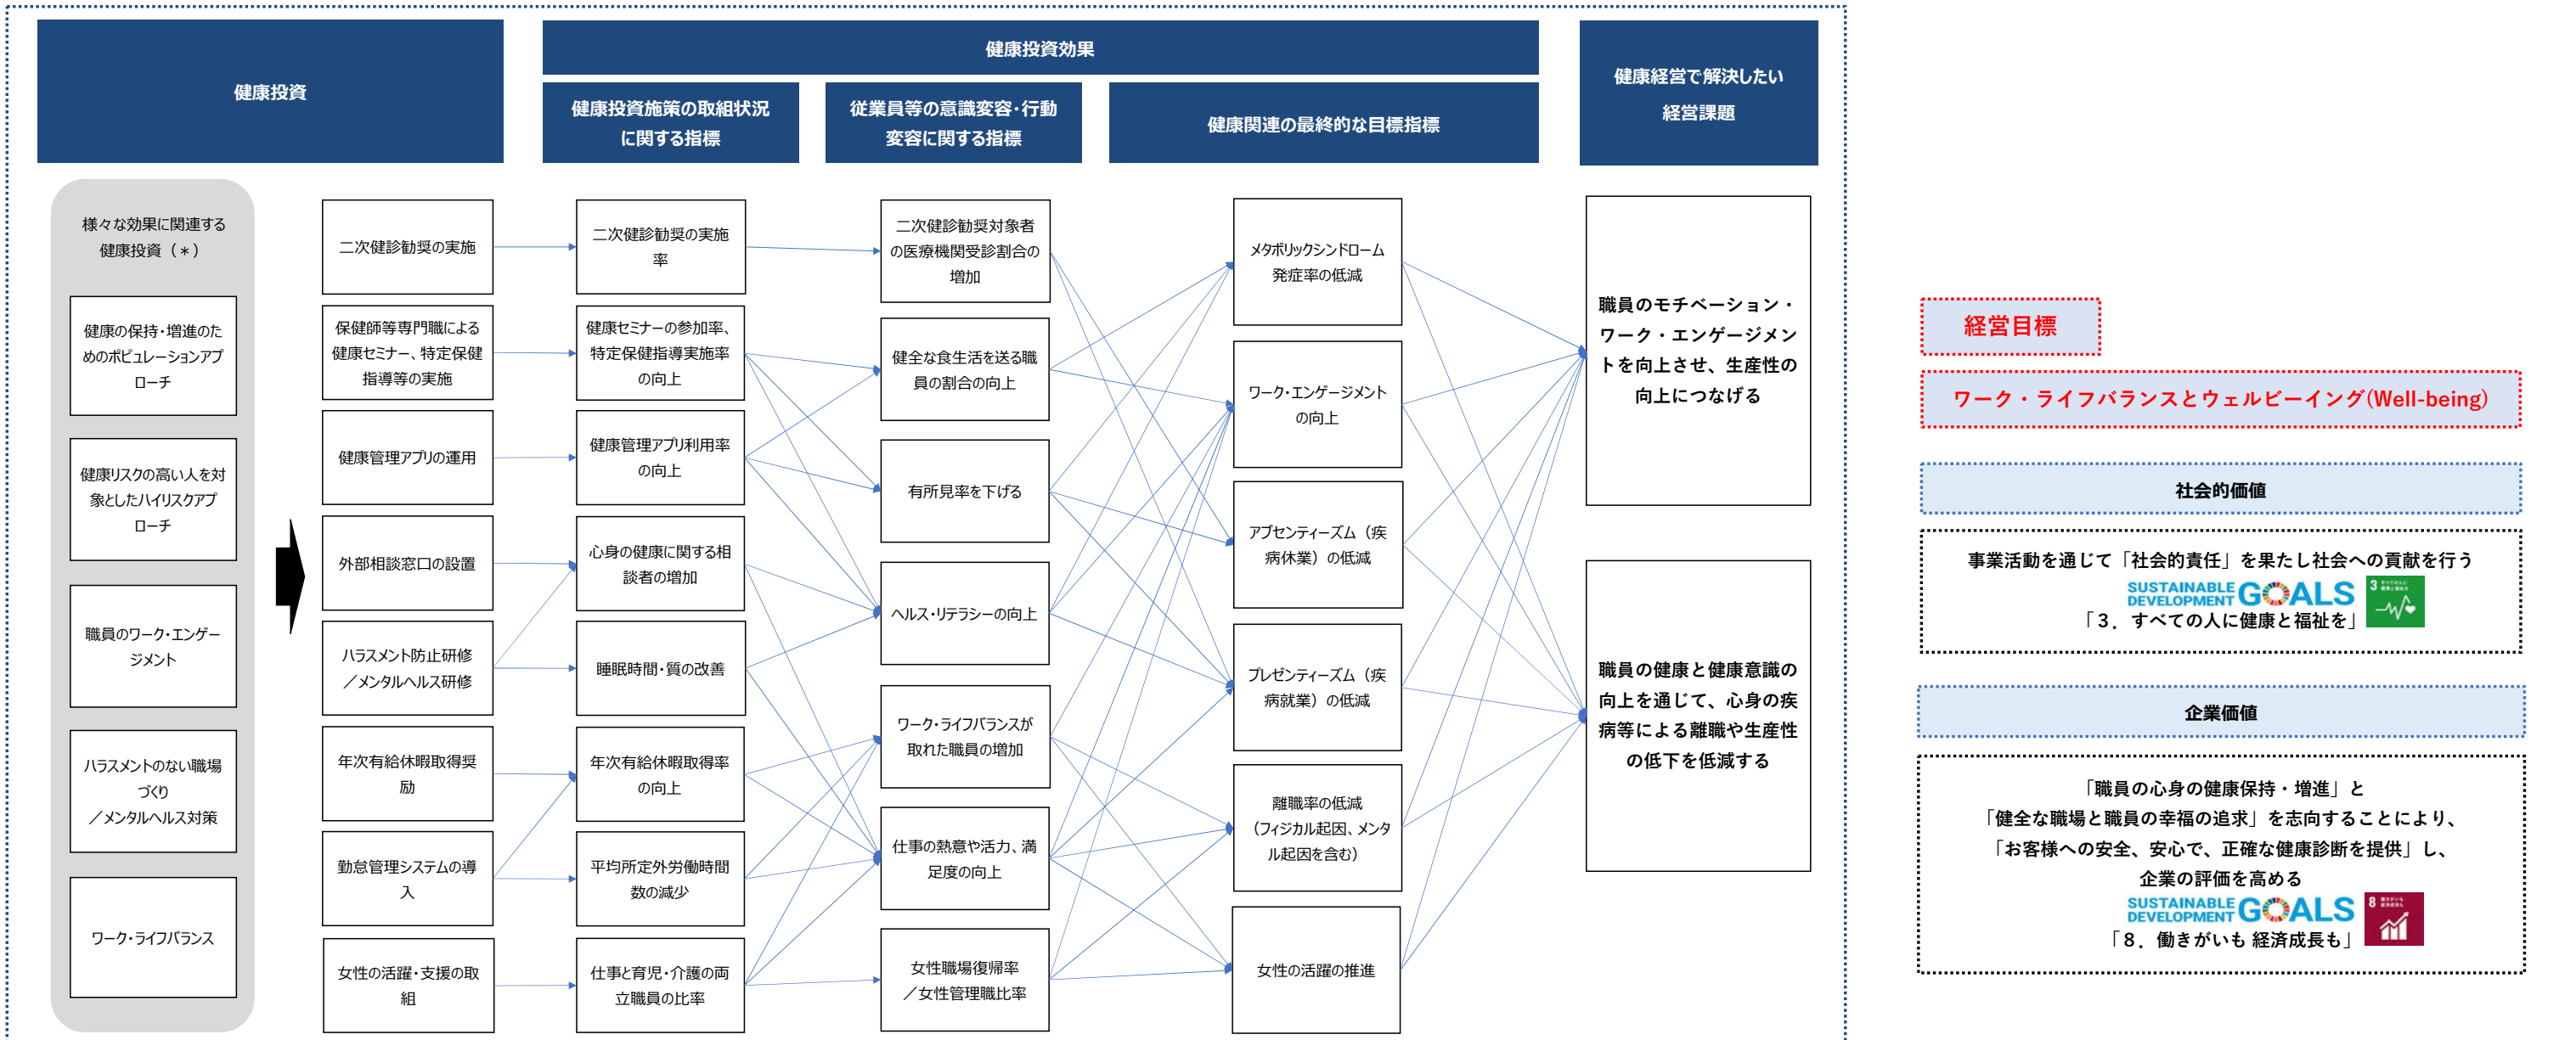 健康投資
健康投資効果
健康経営で解決したい
経営課題
健康投資施策の取組状況
に関する指標
従業員等の意識変容・行動
変容に関する指標
健康関連の最終的な目標指標
様々な効果に関連する
健康投資（＊）
健康の保持・増進のた
めのポピュレーションアプ
ローチ
健康リスクの高い人を対
象としたハイリスクアプ
ローチ
職員のワーク・エンゲー
ジメント
ハラスメントのない職場
づくり
／メンタルヘルス対策
ワーク・ライフバランス
二次健診勧奨の実施
保健師等専門職による
健康セミナー、特定保健
指導等の実施
健康管理アプリの運用
外部相談窓口の設置
ハラスメント防止研修
／メンタルヘルス研修
年次有給休暇取得奨
励
勤怠管理システムの導
入
女性の活躍・支援の取
組
二次健診勧奨の実施
率
健康セミナーの参加率、
特定保健指導実施率
の向上
健康管理アプリ利用率
の向上
心身の健康に関する相
談者の増加
睡眠時間・質の改善
年次有給休暇取得率
の向上
平均所定外労働時間
数の減少
仕事と育児・介護の両
立職員の比率
二次健診勧奨対象者
の医療機関受診割合の
増加
健全な食生活を送る職
員の割合の向上
有所見率を下げる
ヘルス・リテラシーの向上
ワーク・ライフバランスが
取れた職員の増加
仕事の熱意や活力、満
足度の向上
女性職場復帰率
／女性管理職比率
メタボリックシンドローム
発症率の低減
ワーク・エンゲージメント
の向上
アブセンティーズム（疾
病休業）の低減
プレゼンティーズム（疾
病就業）の低減
離職率の低減
（フィジカル起因、メンタ
ル起因を含む）
女性の活躍の推進
職員のモチベーション・
ワーク・エンゲージメン
トを向上させ、生産性の
向上につなげる
職員の健康と健康意識の
向上を通じて、心身の疾
病等による離職や生産性
の低下を低減する
経営目標
ワーク・ライフバランスとウェルビーイング(Well-being)
社会的価値
事業活動を通じて「社会的責任」を果たし社会への貢献を行う
SUSTAINABLE
DEVELOPMENT GOALS
3 すべての人に
健康と福祉を
「３．すべての人に健康と福祉を」
企業価値
「職員の心身の健康保持・増進」と
「健全な職場と職員の幸福の追求」を志向することにより、
「お客様への安全、安心で、正確な健康診断を提供」し、
企業の評価を高める
SUSTAINABLE
DEVELOPMENT GOALS
8 働きがいも
経済成長も
「８．働きがいも 経済成長も」